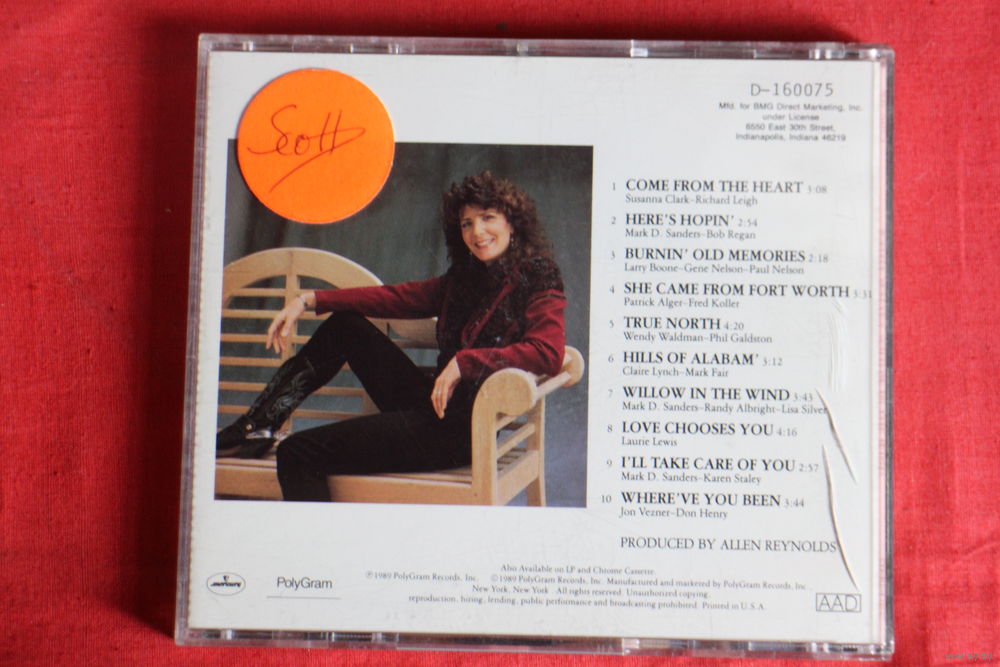 Scott
D-160075
Mfd. for BMG Direct Marketing, Inc.
under License
6550 East 30th Street,
Indianapolis, Indiana 46219
1 COME FROM THE HEART 3:08
Susanna Clark–Richard Leigh
2 HERE'S HOPIN' 2:54
Mark D. Sanders–Bob Regan
3 BURNIN' OLD MEMORIES 2:18
Larry Boone–Gene Nelson–Paul Nelson
4 SHE CAME FROM FORT WORTH 3:31
Patrick Alger–Fred Koller
5 TRUE NORTH 4:20
Wendy Waldman–Phil Galdston
6 HILLS OF ALABAM' 3:12
Claire Lynch–Mark Fair
7 WILLOW IN THE WIND 3:43
Mark D. Sanders–Randy Albright–Lisa Silver
8 LOVE CHOOSES YOU 4:16
Laurie Lewis
9 I'LL TAKE CARE OF YOU 2:57
Mark D. Sanders–Karen Staley
10 WHERE'VE YOU BEEN 3:44
Jon Vezner–Don Henry
PRODUCED BY ALLEN REYNOLDS
mercury
PolyGram
Also Available on LP and Chrome Cassette.
℗ 1989 PolyGram Records, Inc. © 1989 PolyGram Records, Inc. Manufactured and marketed by PolyGram Records, Inc.,
New York, New York. All rights reserved. Unauthorized copying,
reproduction, hiring, lending, public performance and broadcasting prohibited. Printed in U.S.A.
AAD